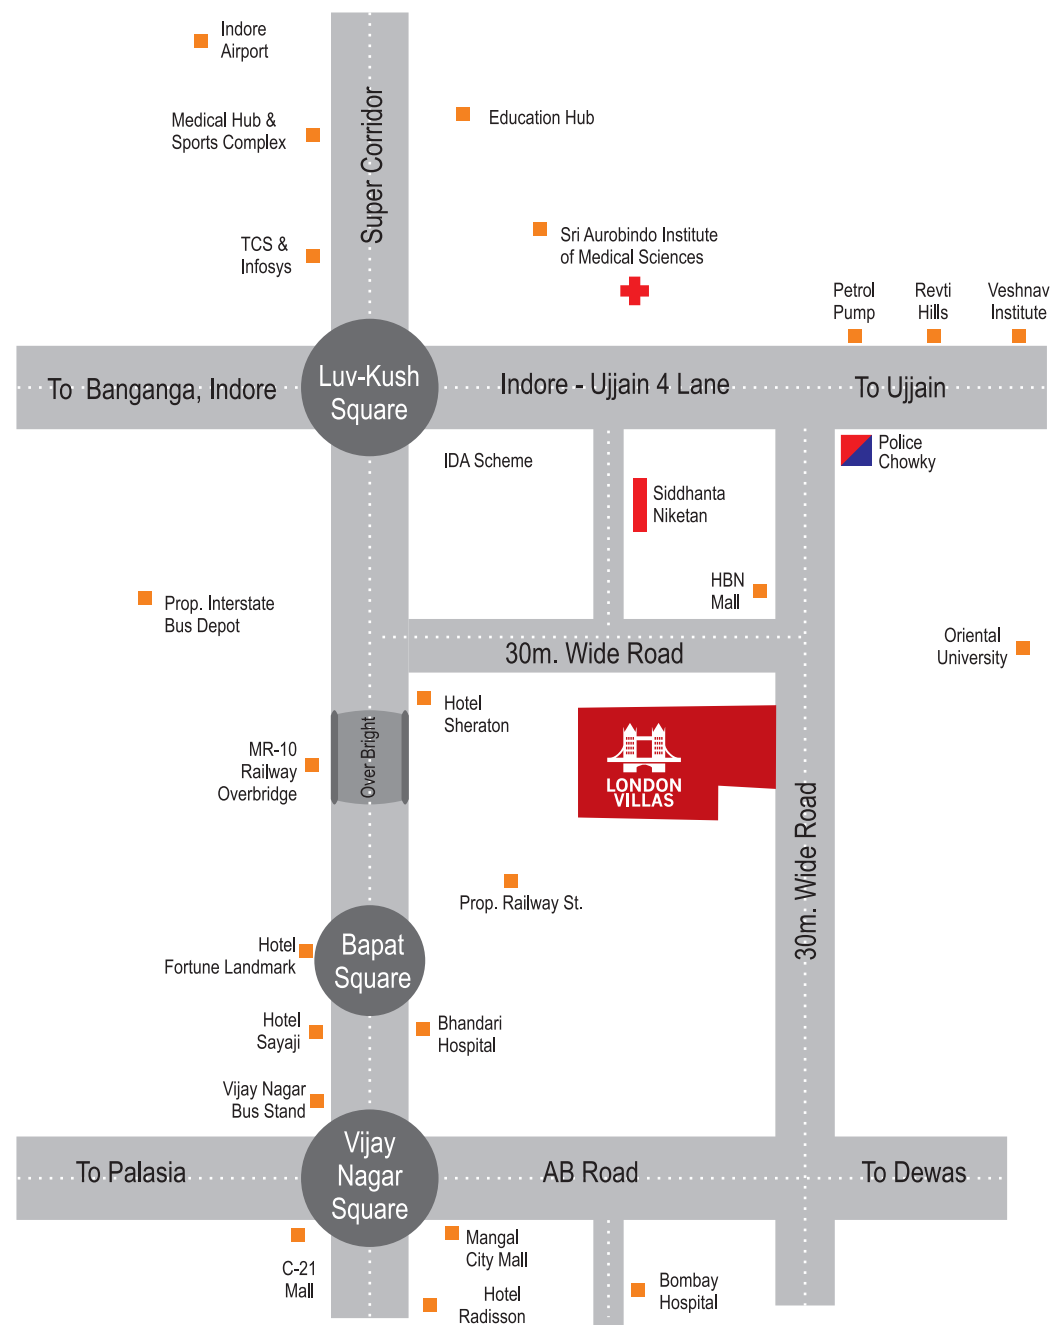 Indore
Airport
Medical Hub &
Sports Complex
Super Corridor
Education Hub
TCS &
Infosys
Sri Aurobindo Institute
of Medical Sciences
Petrol
Pump
Revti
Hills
Veshnav
Institute
To Banganga, Indore
Luv-Kush
Square
Indore - Ujjain 4 Lane
To Ujjain
IDA Scheme
Police
Chowky
Siddhanta
Niketan
HBN
Mall
Prop. Interstate
Bus Depot
30m. Wide Road
Oriental
University
Hotel
Sheraton
MR-10
Railway
Overbridge
Over Bright
LONDON
VILLAS
30m. Wide Road
Prop. Railway St.
Hotel
Fortune Landmark
Bapat
Square
Hotel
Sayaji
Bhandari
Hospital
Vijay Nagar
Bus Stand
To Palasia
Vijay
Nagar
Square
AB Road
To Dewas
C-21
Mall
Mangal
City Mall
Hotel
Radisson
Bombay
Hospital